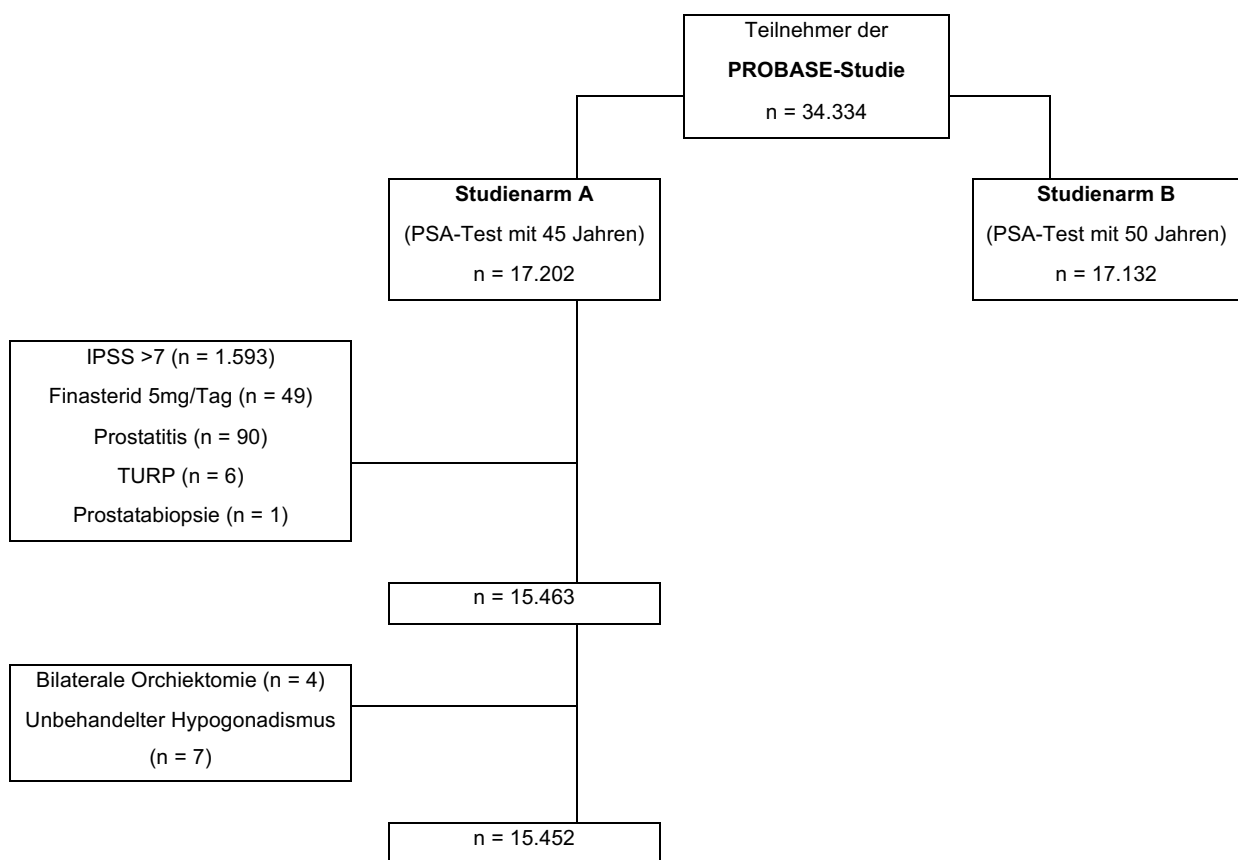 Teilnehmer der
PROBASE-Studie
n = 34.334
Studienarm A
(PSA-Test mit 45 Jahren)
n = 17.202
Studienarm B
(PSA-Test mit 50 Jahren)
n = 17.132
IPSS >7 (n = 1.593)
Finasterid 5mg/Tag (n = 49)
Prostatitis (n = 90)
TURP (n = 6)
Prostatabiopsie (n = 1)
n = 15.463
Bilaterale Orchiektomie (n = 4)
Unbehandelter Hypogonadismus
(n = 7)
n = 15.452